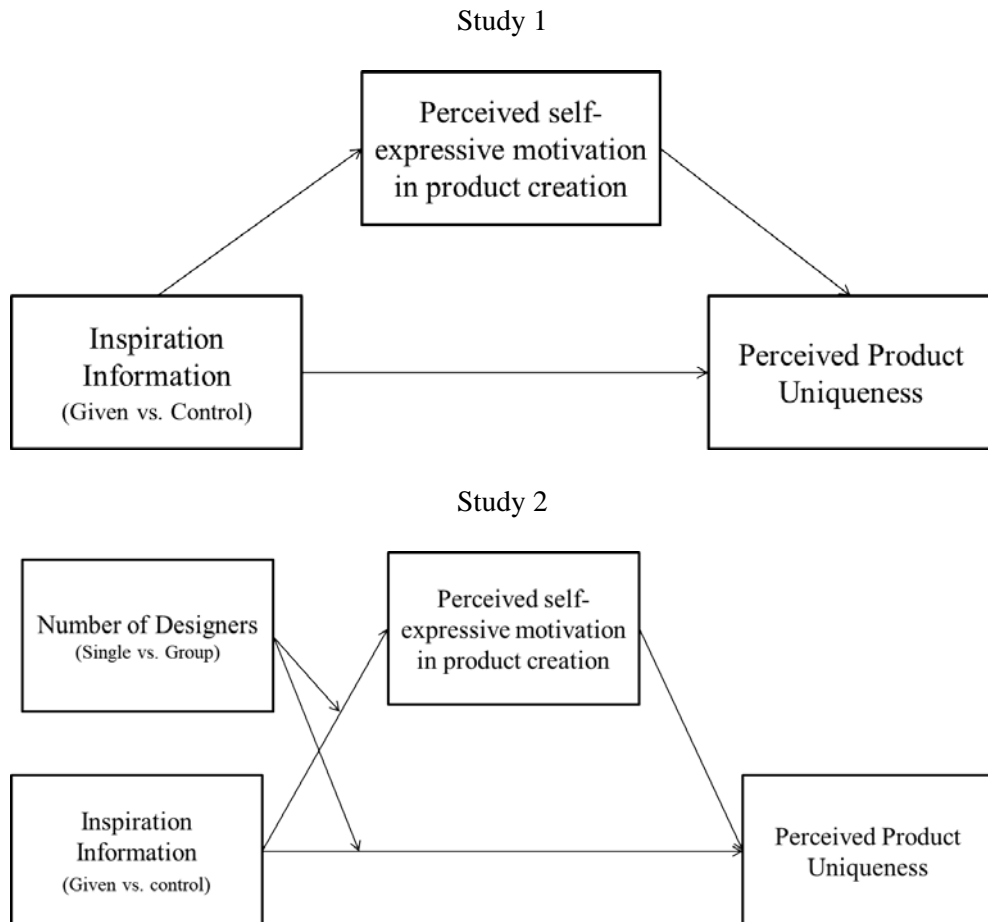 Study 1
Perceived self-
expressive motivation
in product creation
Inspiration
Information
(Given vs. Control)
Perceived Product
Uniqueness
Study 2
Number of Designers
(Single vs. Group)
Perceived self-
expressive motivation
in product creation
Inspiration
Information
(Given vs. control)
Perceived Product
Uniqueness